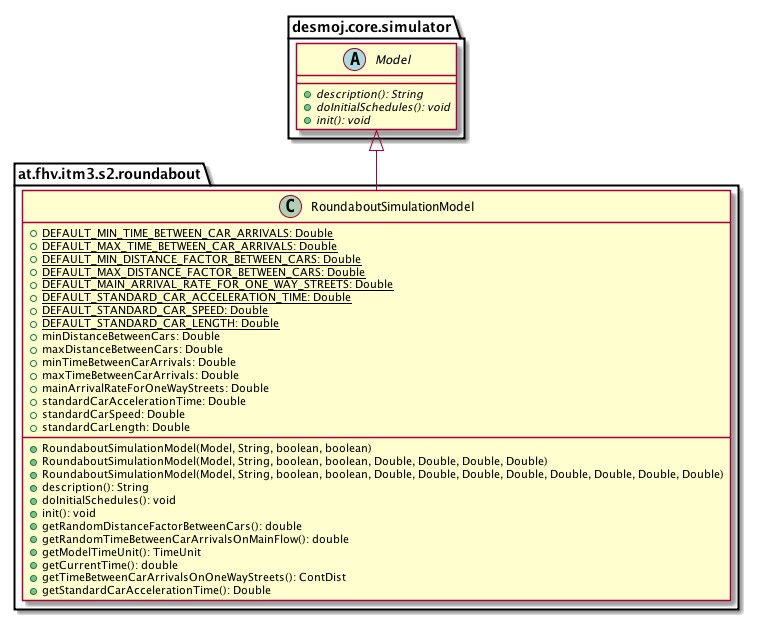 desmoj.core.simulator
A Model
description(): String
doInitialSchedules(): void
init(): void
at.fhv.itm3.s2.roundabout
C RoundaboutSimulationModel
DEFAULT_MIN_TIME_BETWEEN_CAR_ARRIVALS: Double
DEFAULT_MAX_TIME_BETWEEN_CAR_ARRIVALS: Double
DEFAULT_MIN_DISTANCE_FACTOR_BETWEEN_CARS: Double
DEFAULT_MAX_DISTANCE_FACTOR_BETWEEN_CARS: Double
DEFAULT_MAIN_ARRIVAL_RATE_FOR_ONE_WAY_STREETS: Double
DEFAULT_STANDARD_CAR_ACCELERATION_TIME: Double
DEFAULT_STANDARD_CAR_SPEED: Double
DEFAULT_STANDARD_CAR_LENGTH: Double
minDistanceBetweenCars: Double
maxDistanceBetweenCars: Double
minTimeBetweenCarArrivals: Double
maxTimeBetweenCarArrivals: Double
mainArrivalRateForOneWayStreets: Double
standardCarAccelerationTime: Double
standardCarSpeed: Double
standardCarLength: Double
RoundaboutSimulationModel(Model, String, boolean, boolean)
RoundaboutSimulationModel(Model, String, boolean, boolean, Double, Double, Double, Double)
RoundaboutSimulationModel(Model, String, boolean, boolean, Double, Double, Double, Double, Double, Double, Double, Double)
description(): String
doInitialSchedules(): void
init(): void
getRandomDistanceFactorBetweenCars(): double
getRandomTimeBetweenCarArrivalsOnMainFlow(): double
getModelTimeUnit(): TimeUnit
getCurrentTime(): double
getTimeBetweenCarArrivalsOnOneWayStreets(): ContDist
getStandardCarAccelerationTime(): Double